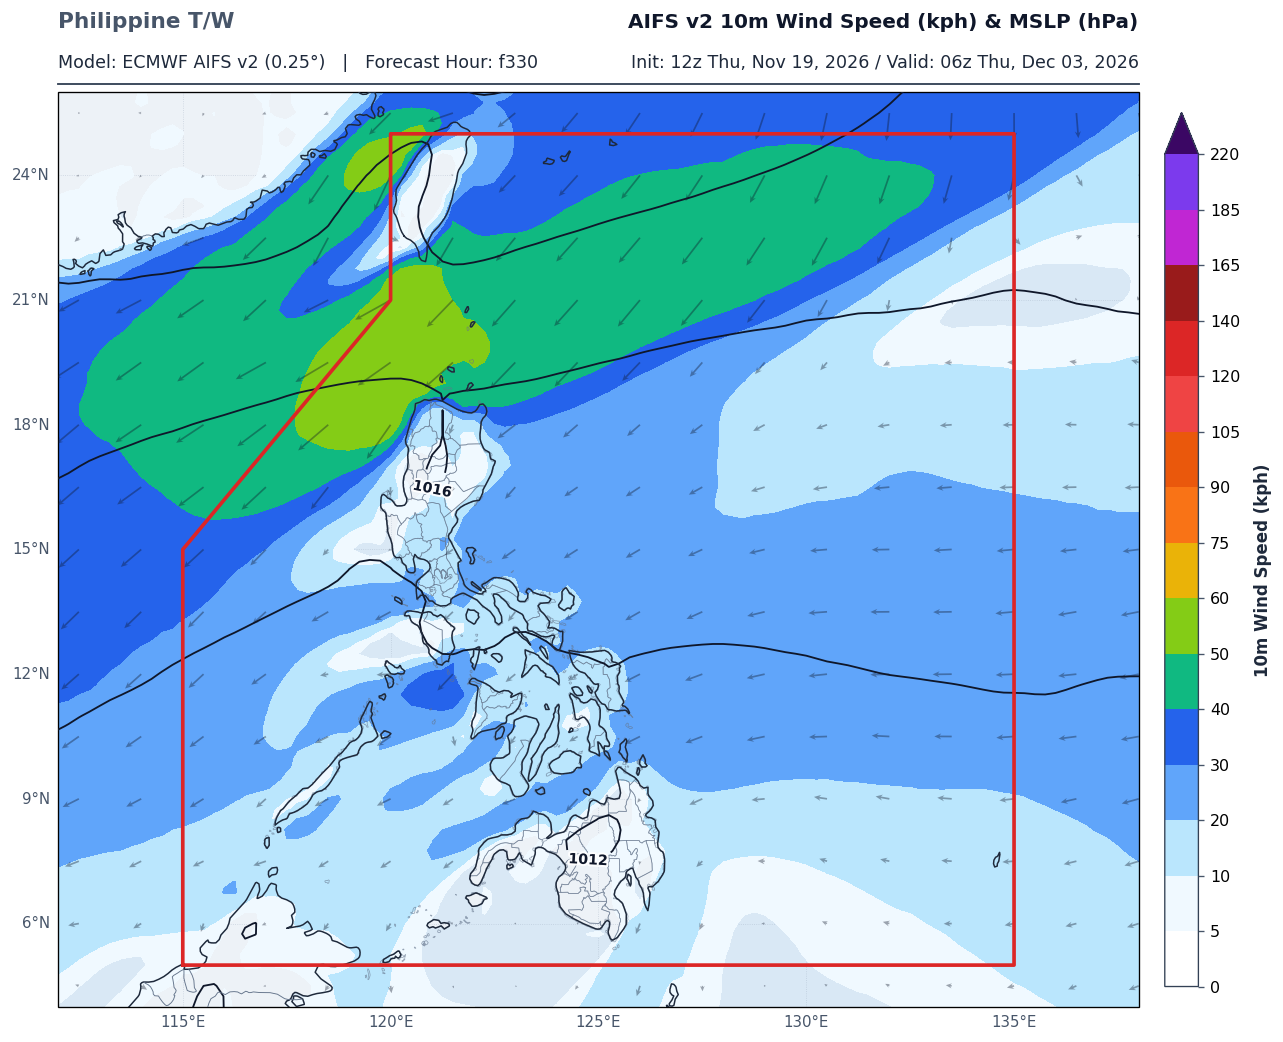 Philippine T/W
AIFS v2 10m Wind Speed (kph) & MSLP (hPa)
Model: ECMWF AIFS v2 (0.25°) | Forecast Hour: f330
Init: 12z Thu, Nov 19, 2026 / Valid: 06z Thu, Dec 03, 2026
24°N
21°N
18°N
15°N
12°N
9°N
6°N
1016
1012
115°E
120°E
125°E
130°E
135°E
220
185
165
140
120
105
90
75
60
50
40
30
20
10
5
0
10m Wind Speed (kph)